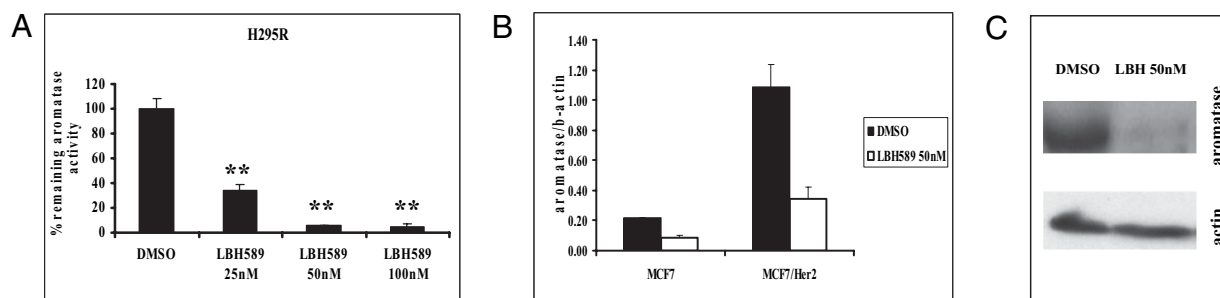 A
H295R
% remaining aromatase
activity
120
100
80
60
40
20
0
**
**
**
DMSO
LBH589
25nM
LBH589
50nM
LBH589
100nM
B
aromatase/b-actin
1.40
1.20
1.00
0.80
0.60
0.40
0.20
0.00
MCF7
MCF7/Her2
DMSO
LBH589 50nM
C
DMSO LBH 50nM
aromatase
actin